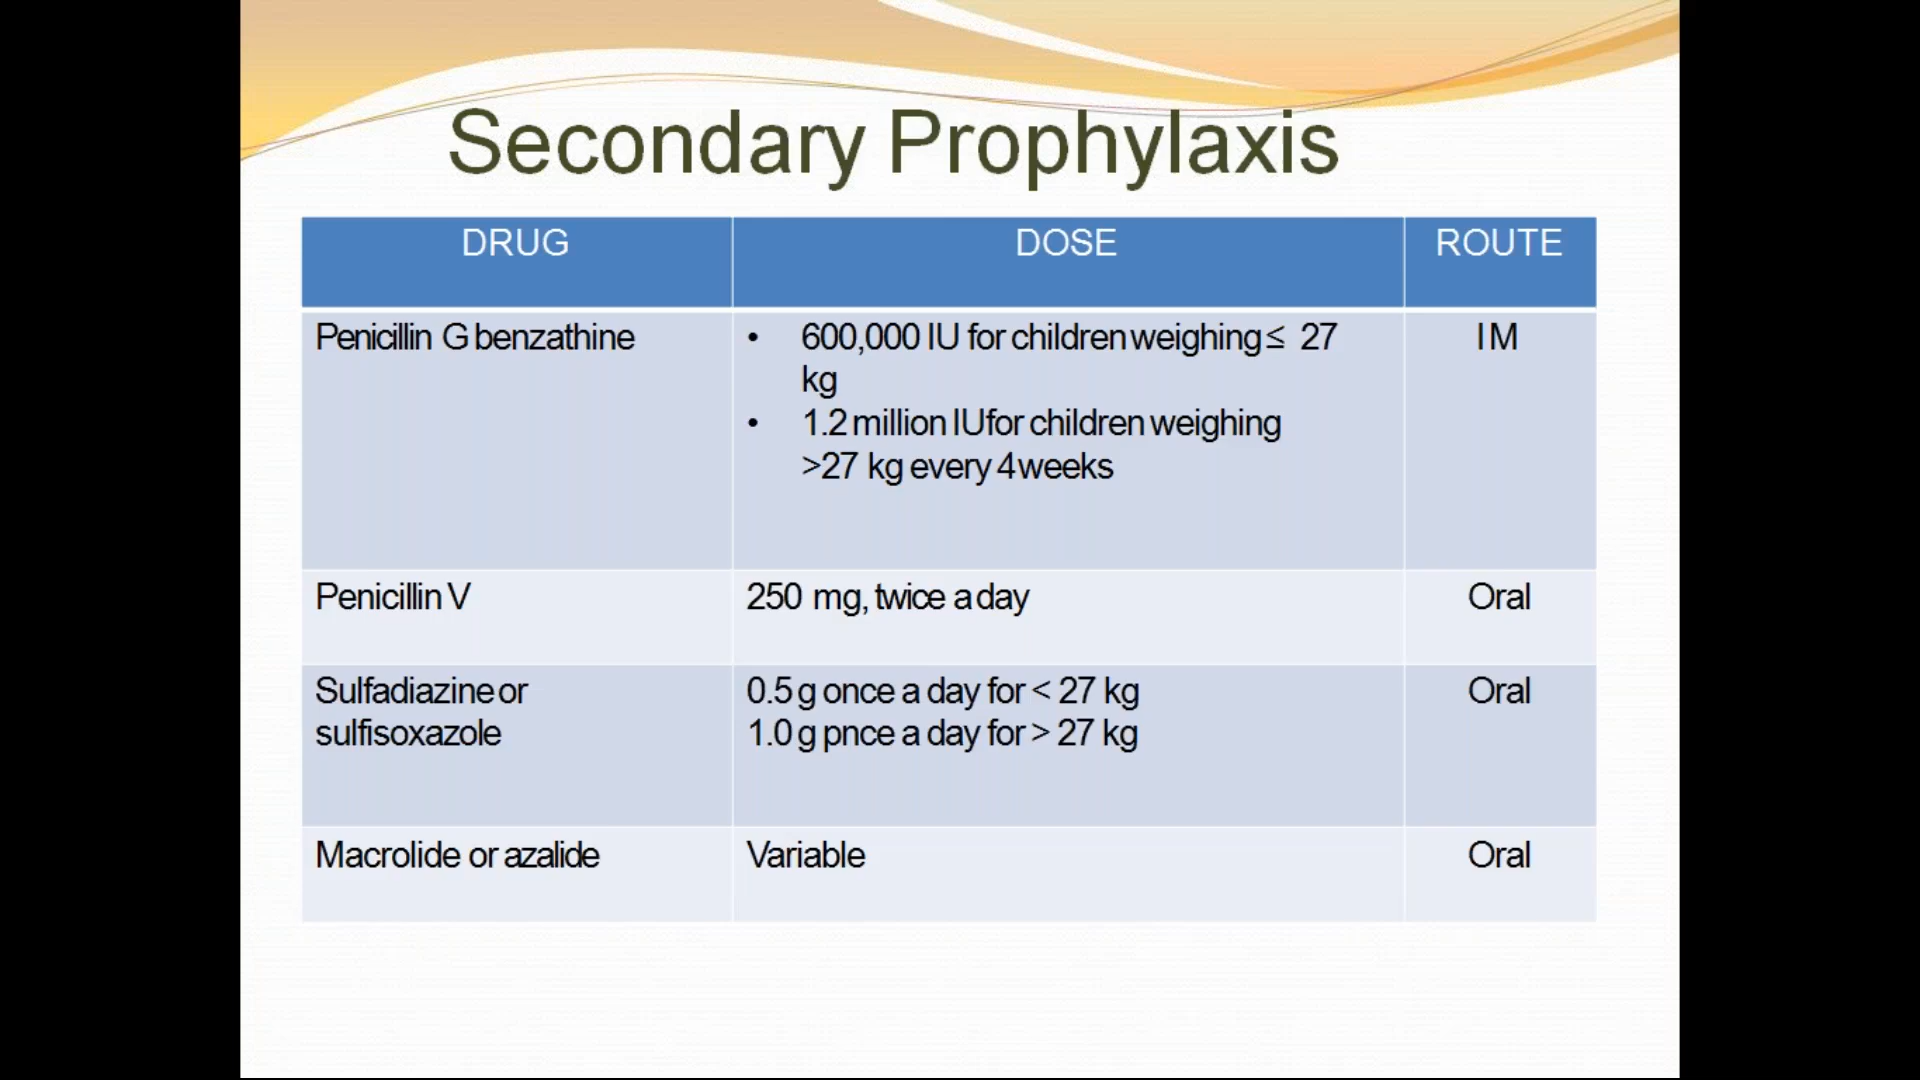 Secondary Prophylaxis
DRUG
DOSE
ROUTE
Penicillin G benzathine
• 600,000 IU for children weighing ≤ 27
kg
• 1.2 million IUfor children weighing
>27 kg every 4 weeks
IM
Penicillin V
250 mg, twice a day
Oral
Sulfadiazine or
sulfisoxazole
0.5 g once a day for < 27 kg
1.0 g pnce a day for > 27 kg
Oral
Macrolide or azalide
Variable
Oral